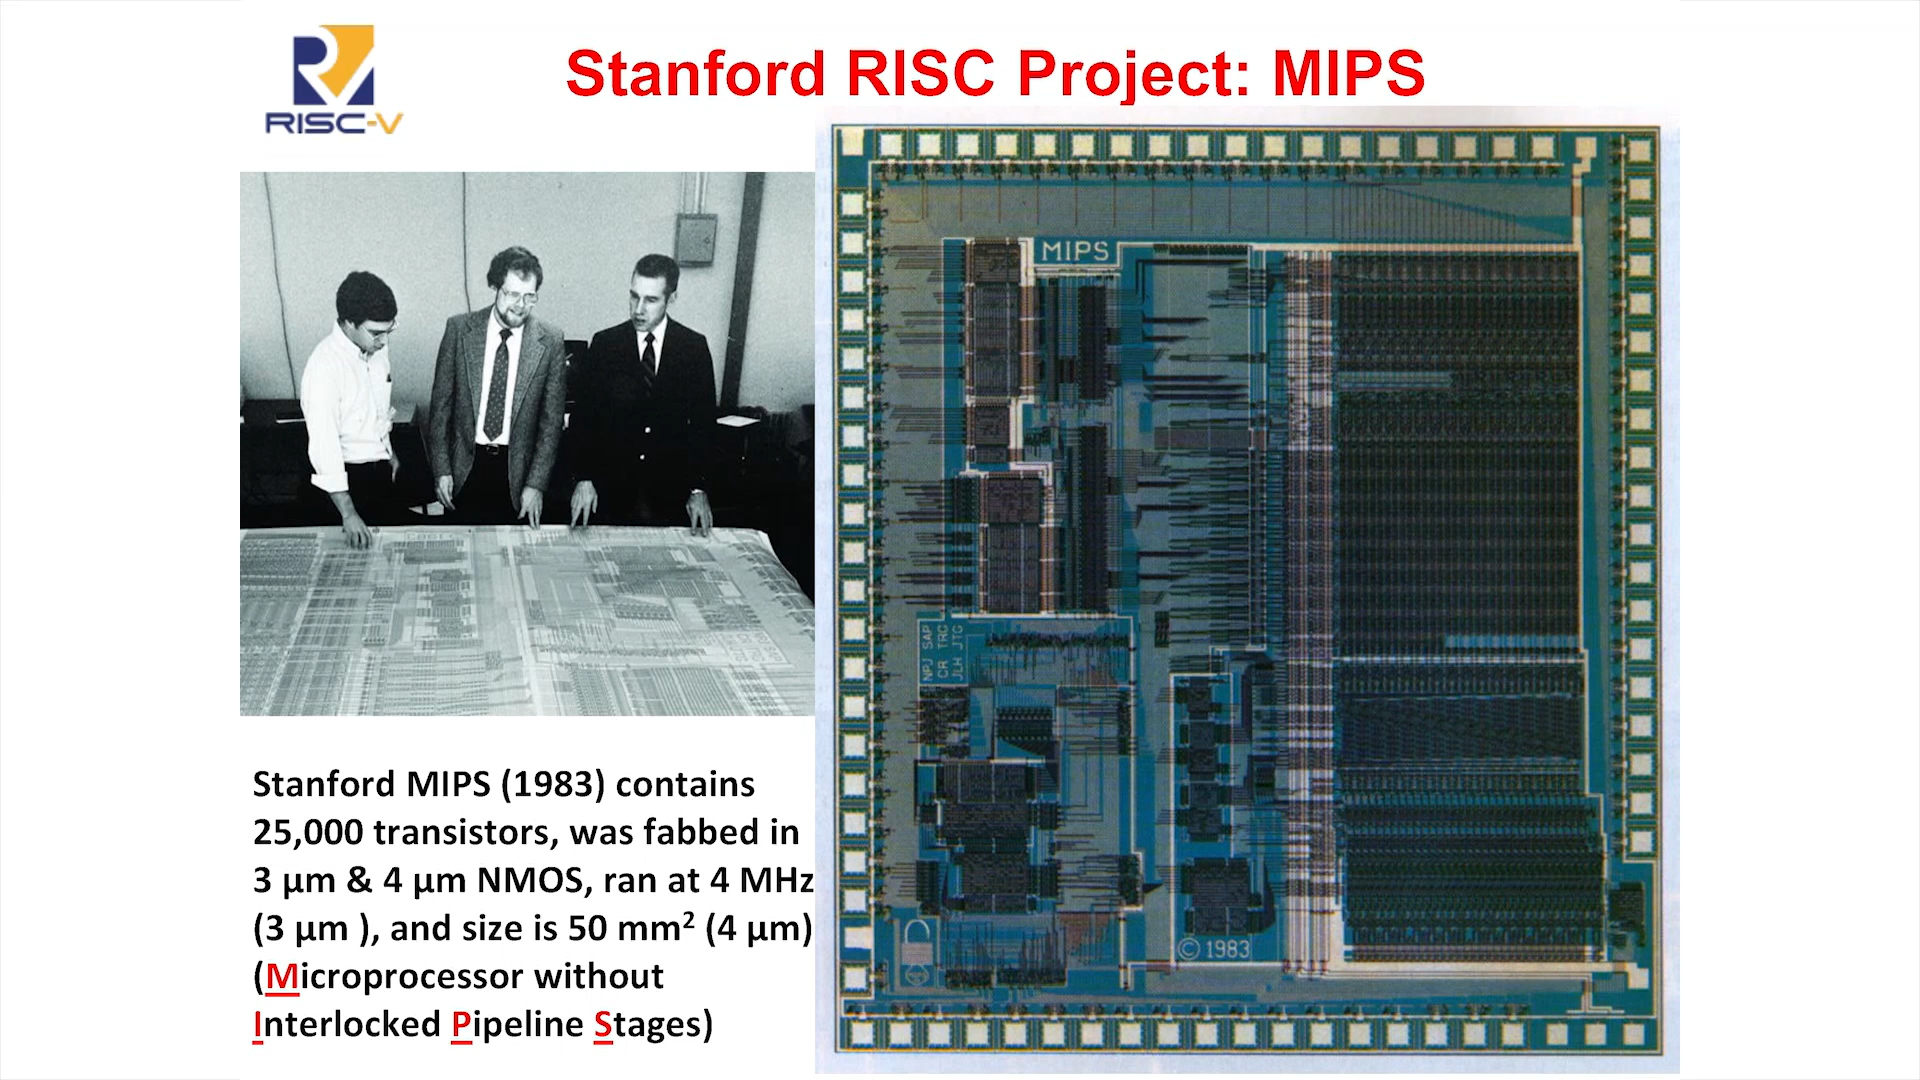 Stanford RISC Project: MIPS
RISC-V
MIPS
NPJ SAP
CR TRG
JLH JTG
© 1983
Stanford MIPS (1983) contains
25,000 transistors, was fabbed in
3 µm & 4 µm NMOS, ran at 4 MHz
(3 µm ), and size is 50 mm² (4 µm)
(Microprocessor without
Interlocked Pipeline Stages)